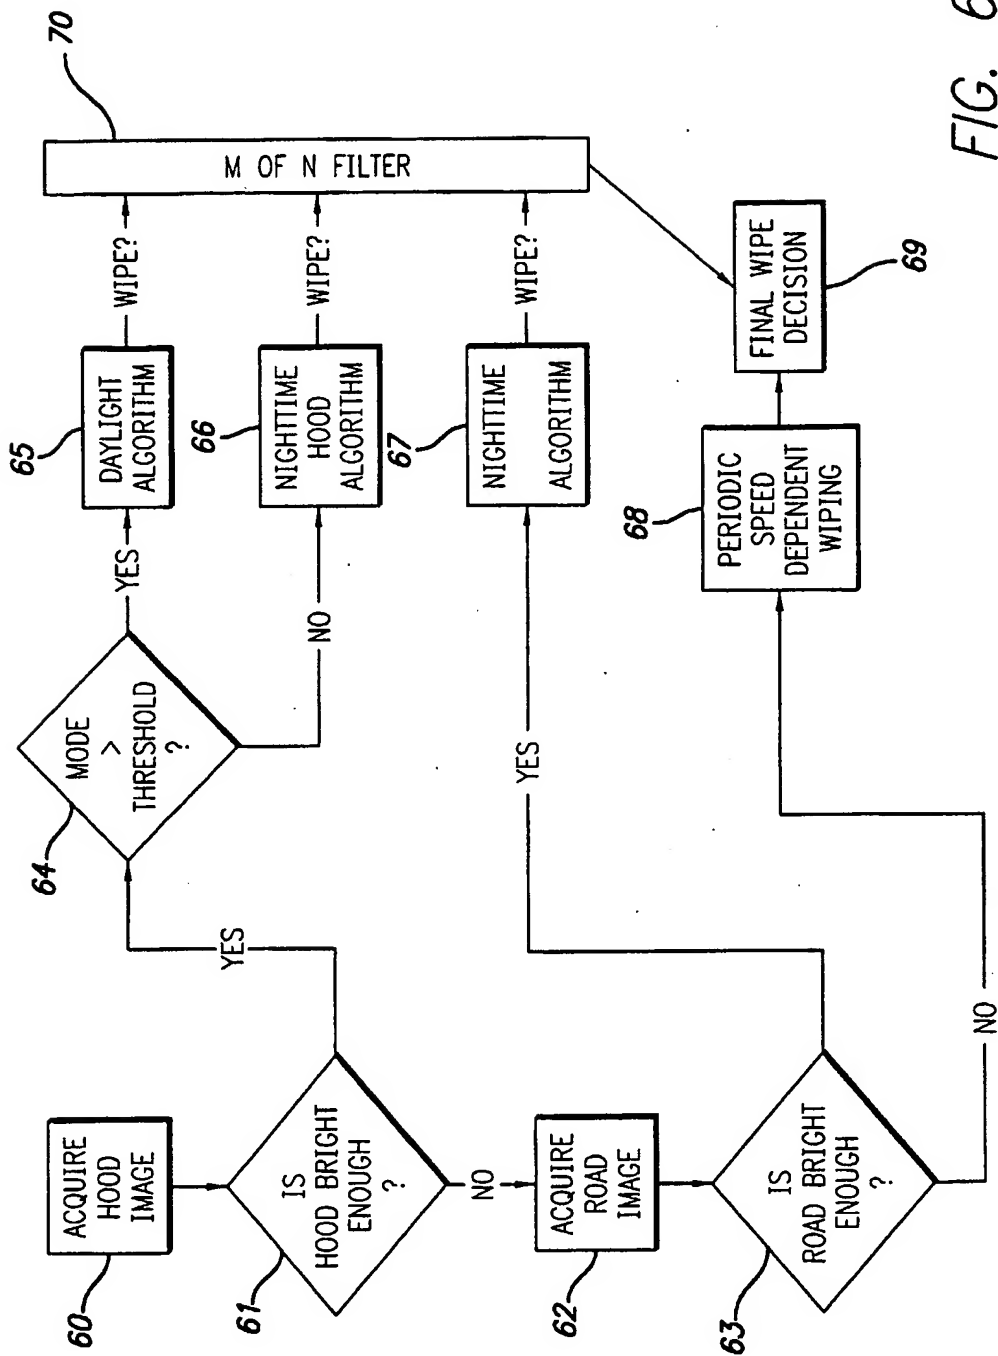 60
ACQUIRE
HOOD
IMAGE
61
IS
HOOD BRIGHT
ENOUGH
?
YES
NO
62
ACQUIRE
ROAD
IMAGE
63
IS
ROAD BRIGHT
ENOUGH
?
YES
NO
64
MODE
>
THRESHOLD
?
YES
NO
65
DAYLIGHT
ALGORITHM
WIPE?
66
NIGHTTIME
HOOD
ALGORITHM
WIPE?
67
NIGHTTIME
ALGORITHM
WIPE?
68
PERIODIC
SPEED
DEPENDENT
WIPING
70
M OF N FILTER
FINAL WIPE
DECISION
69
FIG. 6